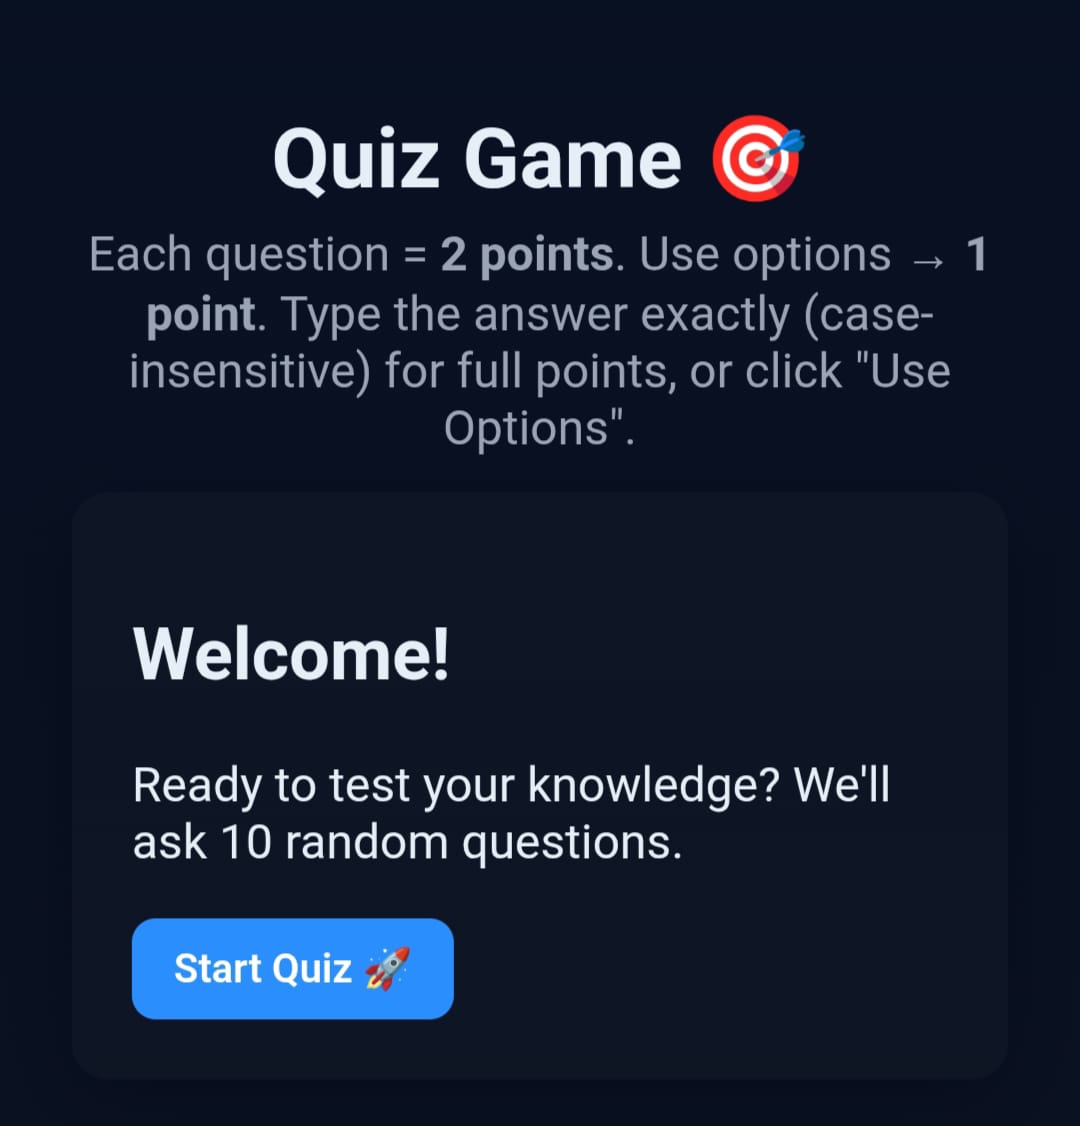 Quiz Game 🎯
Each question = 2 points. Use options → 1
point. Type the answer exactly (case-
insensitive) for full points, or click "Use
Options".
Welcome!
Ready to test your knowledge? We'll
ask 10 random questions.
Start Quiz 🚀